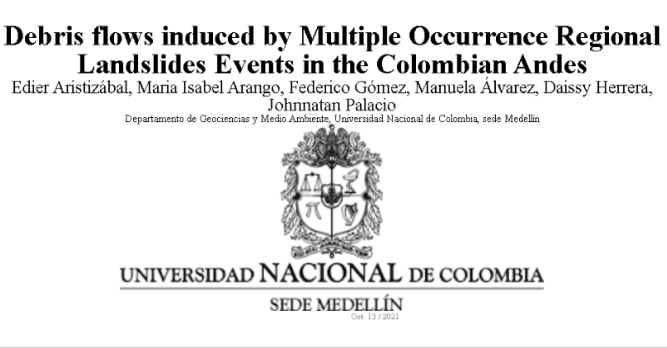 Debris flows induced by Multiple Occurrence Regional
Landslides Events in the Colombian Andes
Edier Aristizábal, Maria Isabel Arango, Federico Gómez, Manuela Álvarez, Daissy Herrera,
Johnnatan Palacio
Departamento de Geociencias y Medio Ambiente, Universidad Nacional de Colombia, sede Medellín
UNIVERSIDAD NACIONAL DE COLOMBIA
SEDE MEDELLÍN
Oct. 13 / 2021